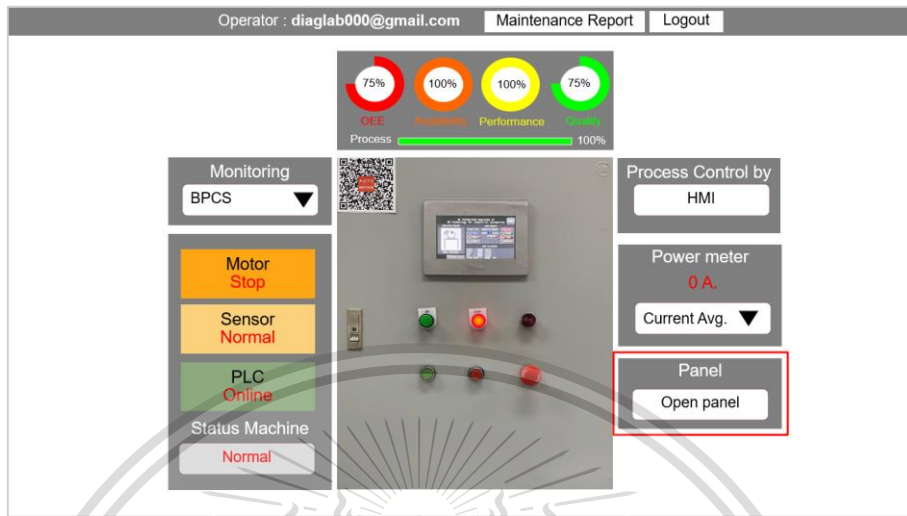 Operator : diaglab000@gmail.com Maintenance Report Logout
75% 100% 100% 75%
OEE Availability Performance Quality
Process 100%
Monitoring
BPCS
Motor
Stop
Sensor
Normal
PLC
Online
Status Machine
Normal
Process Control by
HMI
Power meter
0 A.
Current Avg.
Panel
Open panel